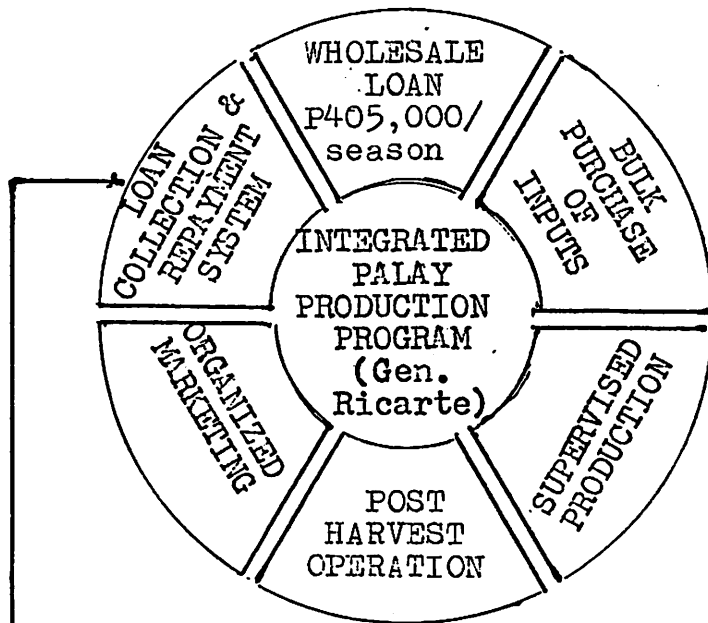 WHOLESALE
LOAN
P405,000/
season
BULK
PURCHASE
OF
INPUTS
SUPERVISED
PRODUCTION
POST
HARVEST
OPERATION
ORGANIZED
MARKETING
LOAN
COLLECTION &
REPAYMENT
SYSTEM
INTEGRATED
PALAY
PRODUCTION
PROGRAM
(Gen.
Ricarte)